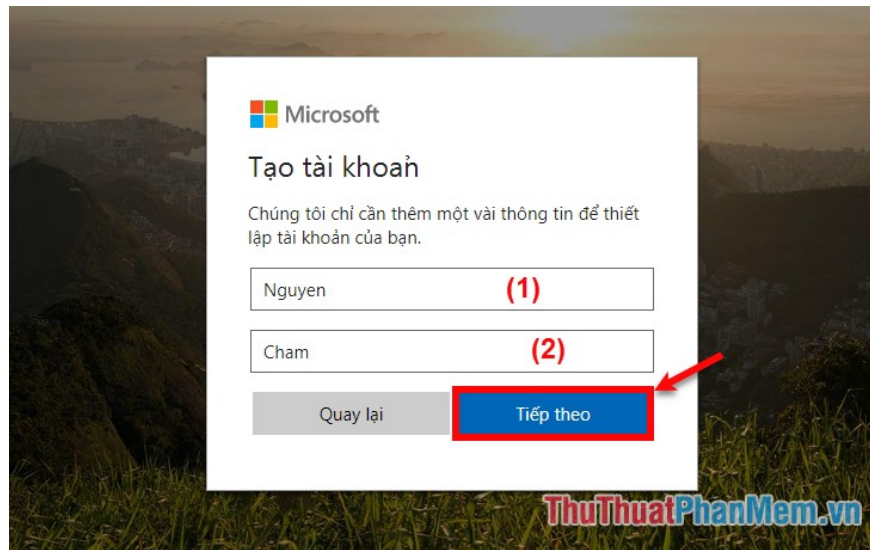 Microsoft
Tạo tài khoản
Chúng tôi chỉ cần thêm một vài thông tin để thiết
lập tài khoản của bạn.
Nguyen (1)
Cham (2)
Quay lại Tiếp theo
ThuThuatPhanMem.vn